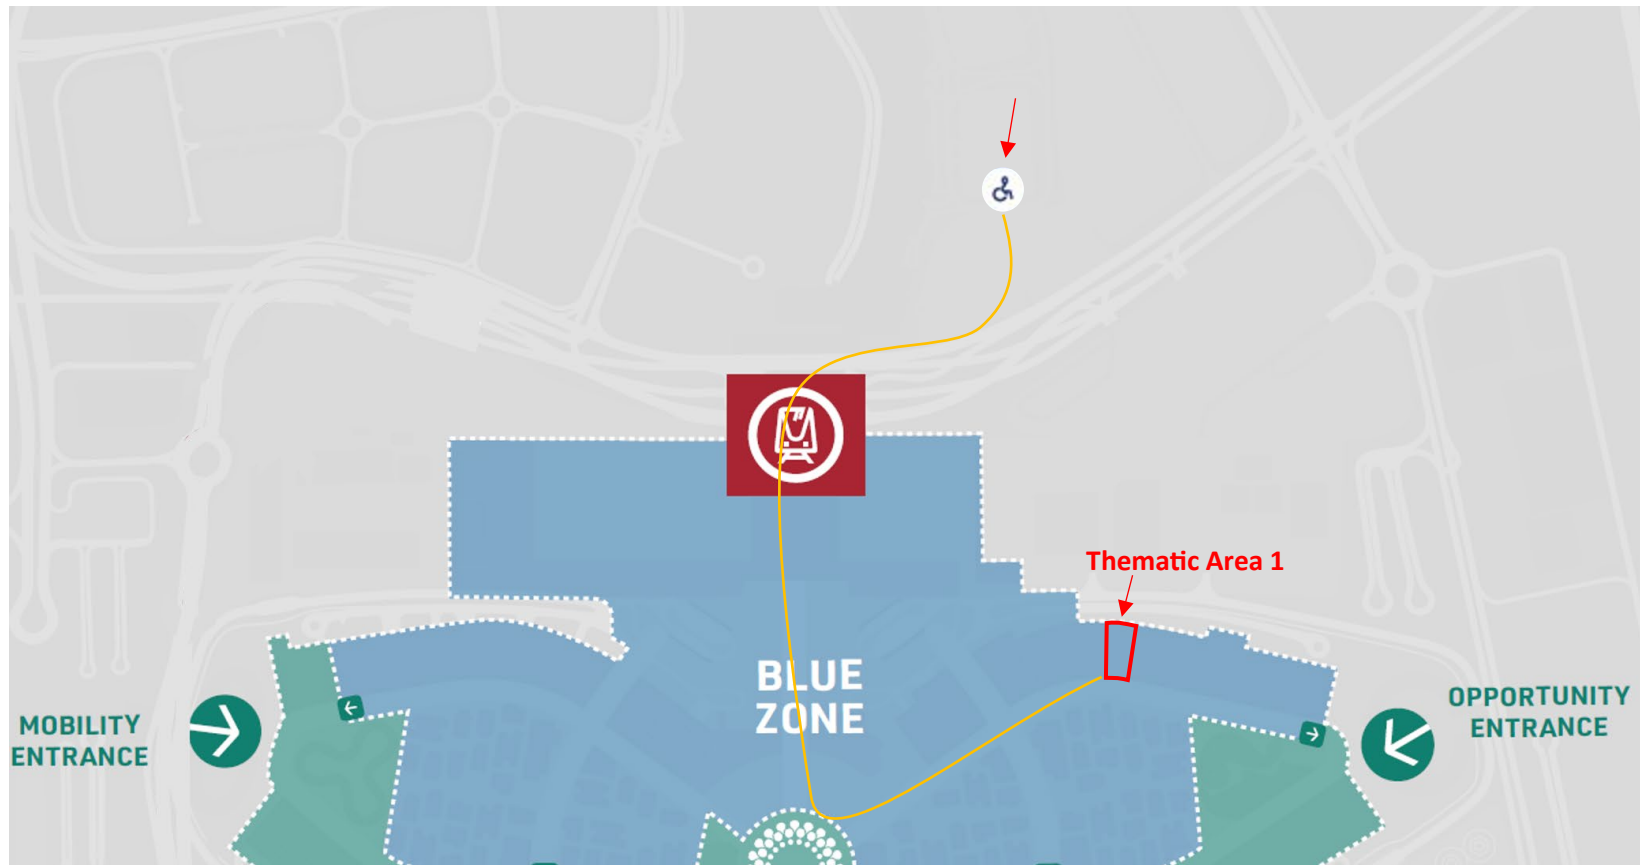 Thematic Area 1
BLUE
ZONE
MOBILITY
ENTRANCE
OPPORTUNITY
ENTRANCE